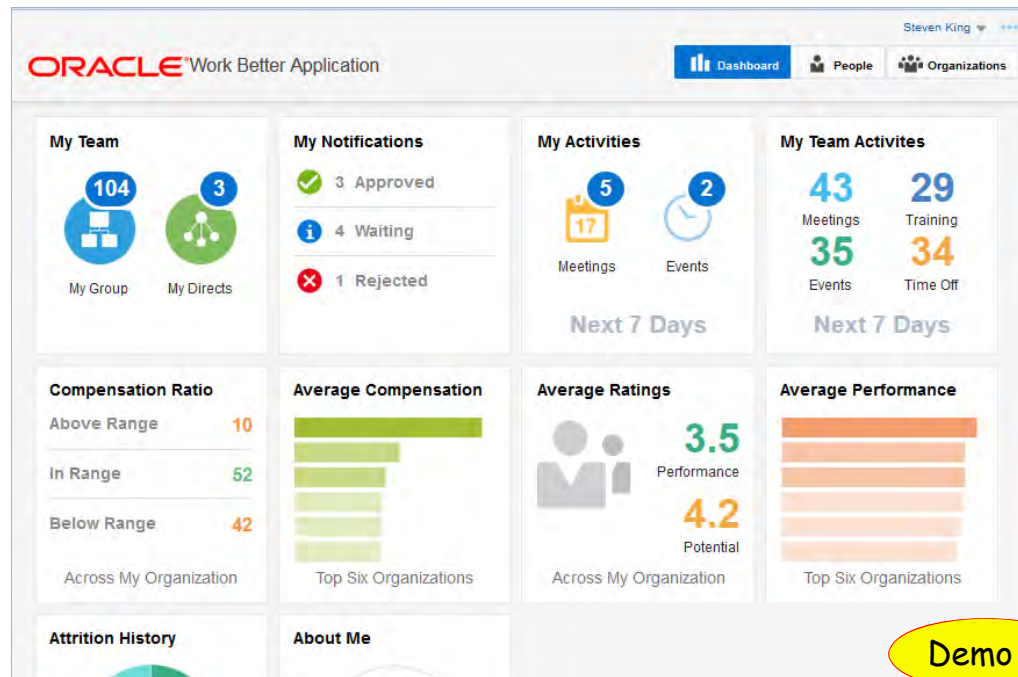 Steven King
ORACLE Work Better Application
Dashboard People Organizations
My Team
104 3
My Group My Directs
My Notifications
3 Approved
4 Waiting
1 Rejected
My Activities
5 2
17
Meetings Events
Next 7 Days
My Team Activites
43 29
Meetings Training
35 34
Events Time Off
Next 7 Days
Compensation Ratio
Above Range 10
In Range 52
Below Range 42
Across My Organization
Average Compensation
Top Six Organizations
Average Ratings
3.5
Performance
4.2
Potential
Across My Organization
Average Performance
Top Six Organizations
Attrition History
About Me
Demo